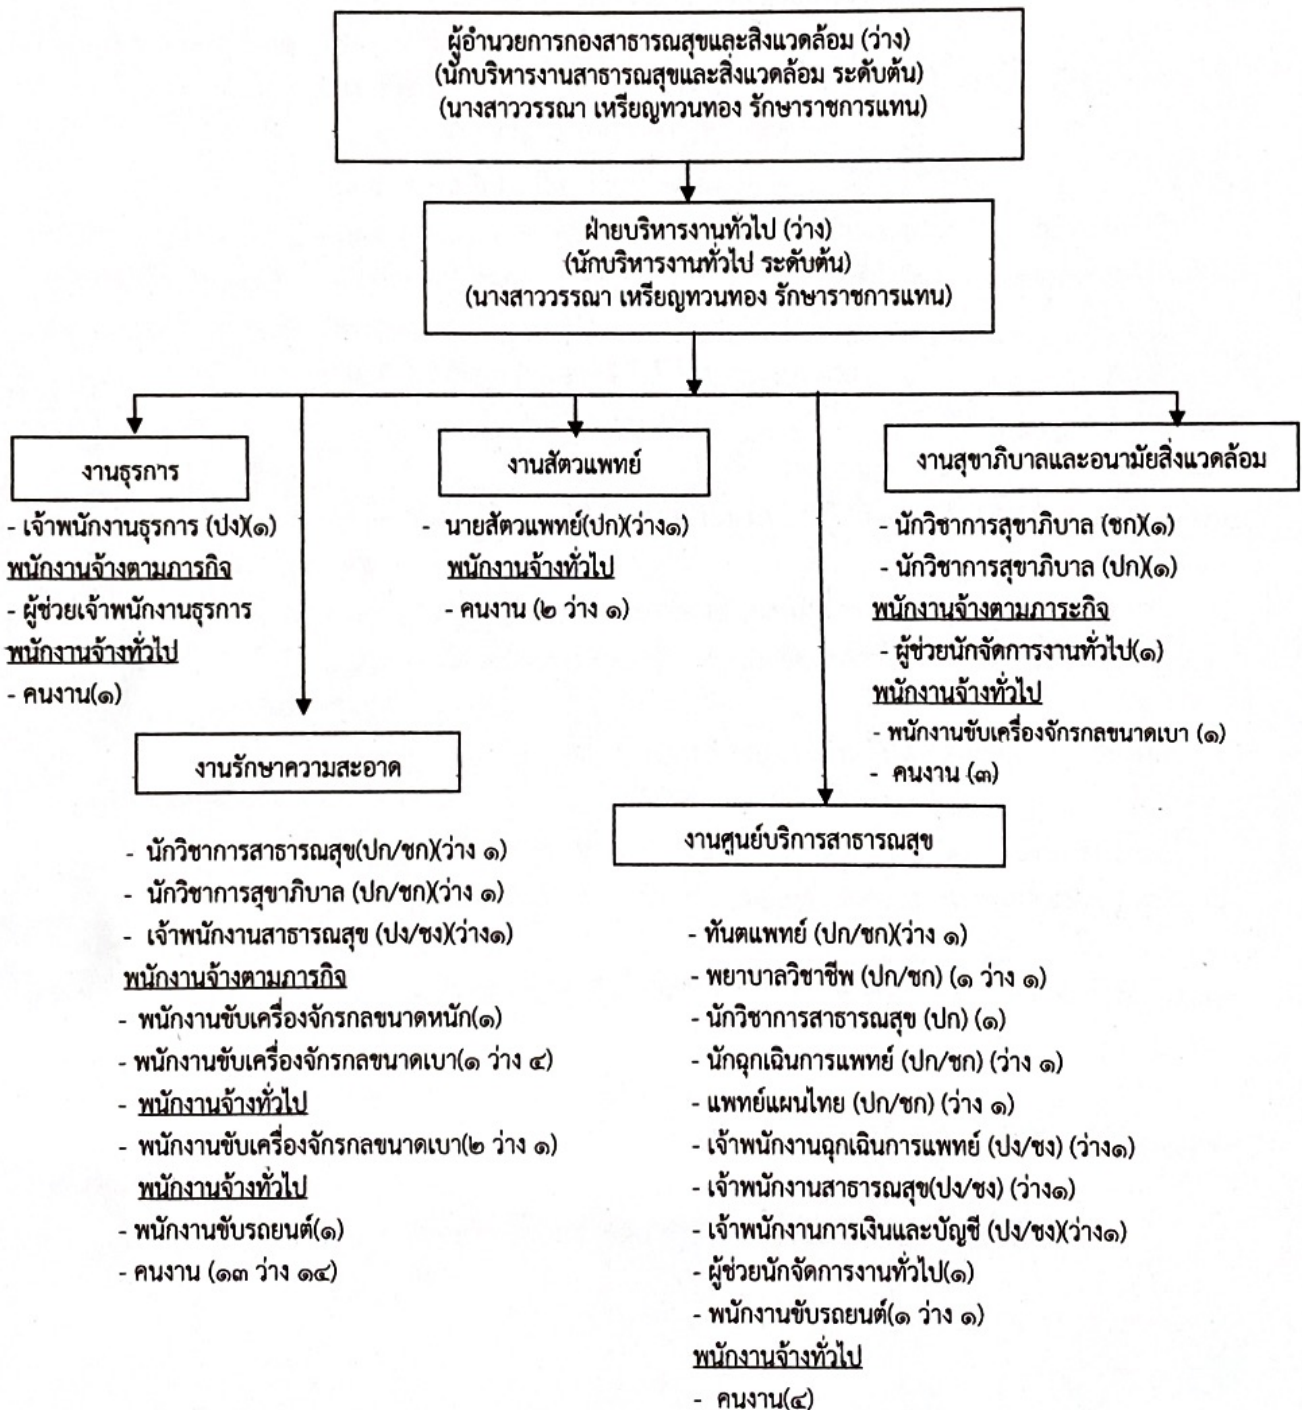 ผู้อำนวยการกองสาธารณสุขและสิ่งแวดล้อม (ว่าง)
(นักบริหารงานสาธารณสุขและสิ่งแวดล้อม ระดับต้น)
(นางสาววรรณา เหรียญทวนทอง รักษาราชการแทน)
ฝ่ายบริหารงานทั่วไป (ว่าง)
(นักบริหารงานทั่วไป ระดับต้น)
(นางสาววรรณา เหรียญทวนทอง รักษาราชการแทน)
งานธุรการ
- เจ้าพนักงานธุรการ (ปง)(๑)
พนักงานจ้างตามภารกิจ
- ผู้ช่วยเจ้าพนักงานธุรการ
พนักงานจ้างทั่วไป
- คนงาน(๑)
งานสัตวแพทย์
- นายสัตวแพทย์(ปก)(ว่าง๑)
พนักงานจ้างทั่วไป
- คนงาน (๒ ว่าง ๑)
งานสุขาภิบาลและอนามัยสิ่งแวดล้อม
- นักวิชาการสุขาภิบาล (ชก)(๑)
- นักวิชาการสุขาภิบาล (ปก)(๑)
พนักงานจ้างตามภาระกิจ
- ผู้ช่วยนักจัดการงานทั่วไป(๑)
พนักงานจ้างทั่วไป
- พนักงานขับเครื่องจักรกลขนาดเบา (๑)
- คนงาน (๓)
งานรักษาความสะอาด
- นักวิชาการสาธารณสุข(ปก/ชก)(ว่าง ๑)
- นักวิชาการสุขาภิบาล (ปก/ชก)(ว่าง ๑)
- เจ้าพนักงานสาธารณสุข (ปง/ชง)(ว่าง๑)
พนักงานจ้างตามภารกิจ
- พนักงานขับเครื่องจักรกลขนาดหนัก(๑)
- พนักงานขับเครื่องจักรกลขนาดเบา(๑ ว่าง ๔)
- พนักงานจ้างทั่วไป
- พนักงานขับเครื่องจักรกลขนาดเบา(๒ ว่าง ๑)
พนักงานจ้างทั่วไป
- พนักงานขับรถยนต์(๑)
- คนงาน (๑๓ ว่าง ๑๔)
งานศูนย์บริการสาธารณสุข
- ทันตแพทย์ (ปก/ชก)(ว่าง ๑)
- พยาบาลวิชาชีพ (ปก/ชก) (๑ ว่าง ๑)
- นักวิชาการสาธารณสุข (ปก) (๑)
- นักฉุกเฉินการแพทย์ (ปก/ชก) (ว่าง ๑)
- แพทย์แผนไทย (ปก/ชก) (ว่าง ๑)
- เจ้าพนักงานฉุกเฉินการแพทย์ (ปง/ชง) (ว่าง๑)
- เจ้าพนักงานสาธารณสุข(ปง/ชง) (ว่าง๑)
- เจ้าพนักงานการเงินและบัญชี (ปง/ชง)(ว่าง๑)
- ผู้ช่วยนักจัดการงานทั่วไป(๑)
- พนักงานขับรถยนต์(๑ ว่าง ๑)
พนักงานจ้างทั่วไป
- คนงาน(๔)